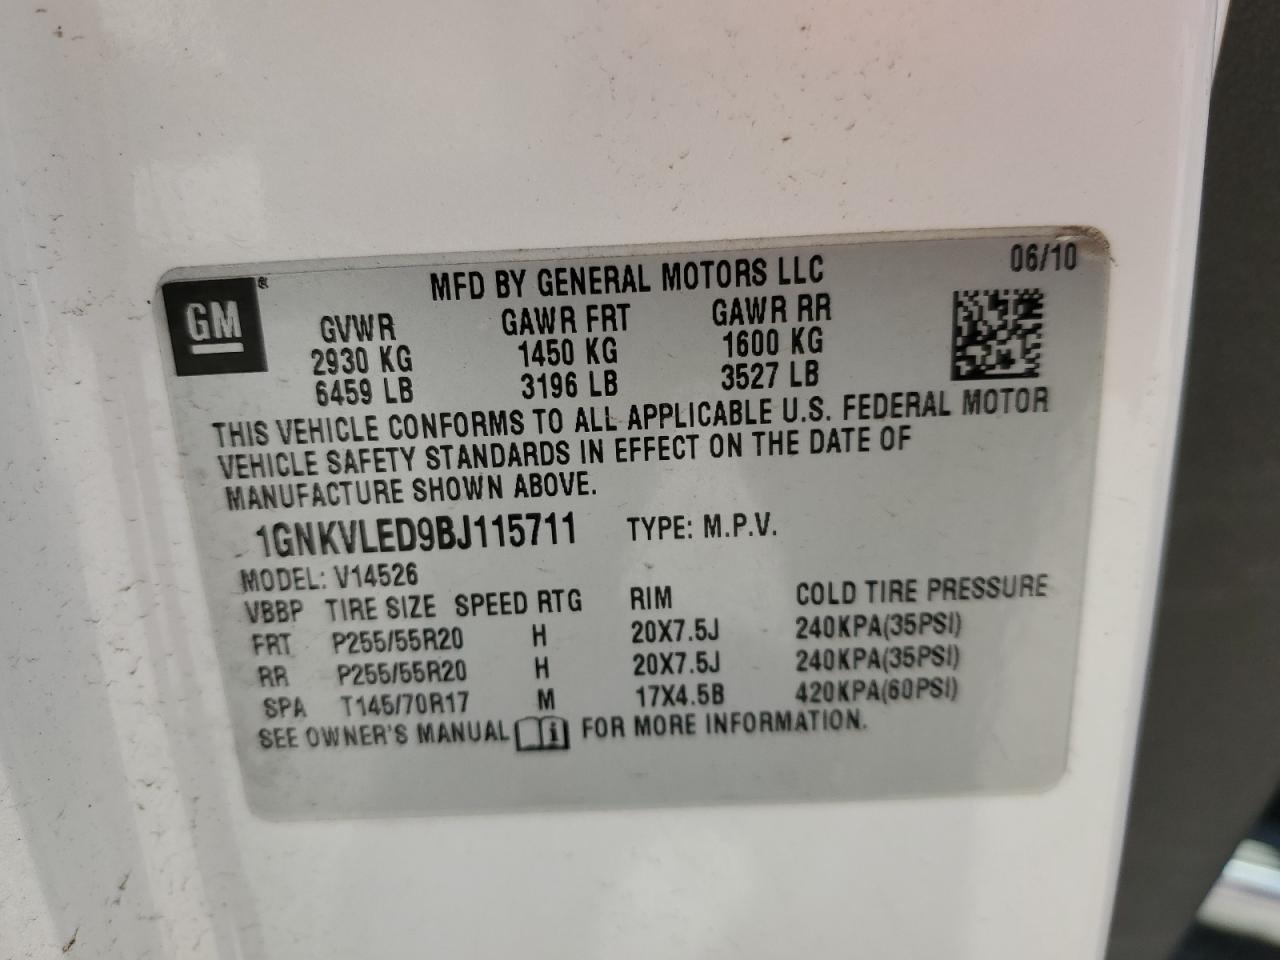 GM ®
MFD BY GENERAL MOTORS LLC 06/10
GVWR GAWR FRT GAWR RR
2930 KG 1450 KG 1600 KG
6459 LB 3196 LB 3527 LB
THIS VEHICLE CONFORMS TO ALL APPLICABLE U.S. FEDERAL MOTOR
VEHICLE SAFETY STANDARDS IN EFFECT ON THE DATE OF
MANUFACTURE SHOWN ABOVE.
1GNKVLED9BJ115711 TYPE: M.P.V.
MODEL: V14526
VBBP TIRE SIZE SPEED RTG RIM COLD TIRE PRESSURE
FRT P255/55R20 H 20X7.5J 240KPA(35PSI)
RR P255/55R20 H 20X7.5J 240KPA(35PSI)
SPA T145/70R17 M 17X4.5B 420KPA(60PSI)
SEE OWNER'S MANUAL i FOR MORE INFORMATION.